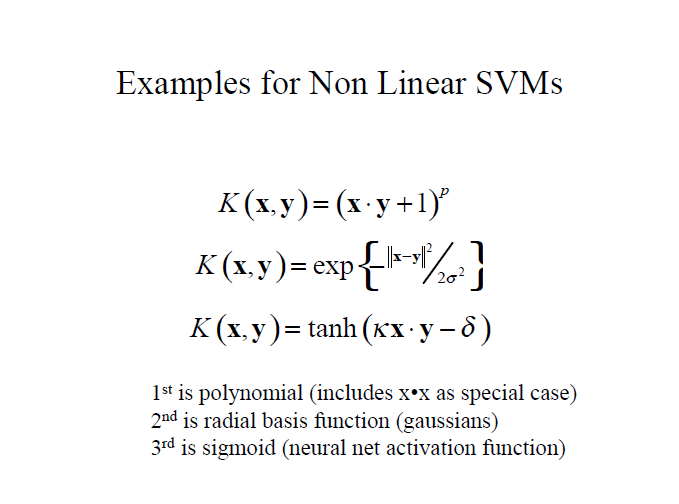 Examples for Non Linear SVMs
K(x,y)=(x·y+1)ᵖ
K(x,y)=exp{−‖x−y‖²/2σ²}
K(x,y)=tanh(κx·y−δ)
1st is polynomial (includes x•x as special case)
2nd is radial basis function (gaussians)
3rd is sigmoid (neural net activation function)